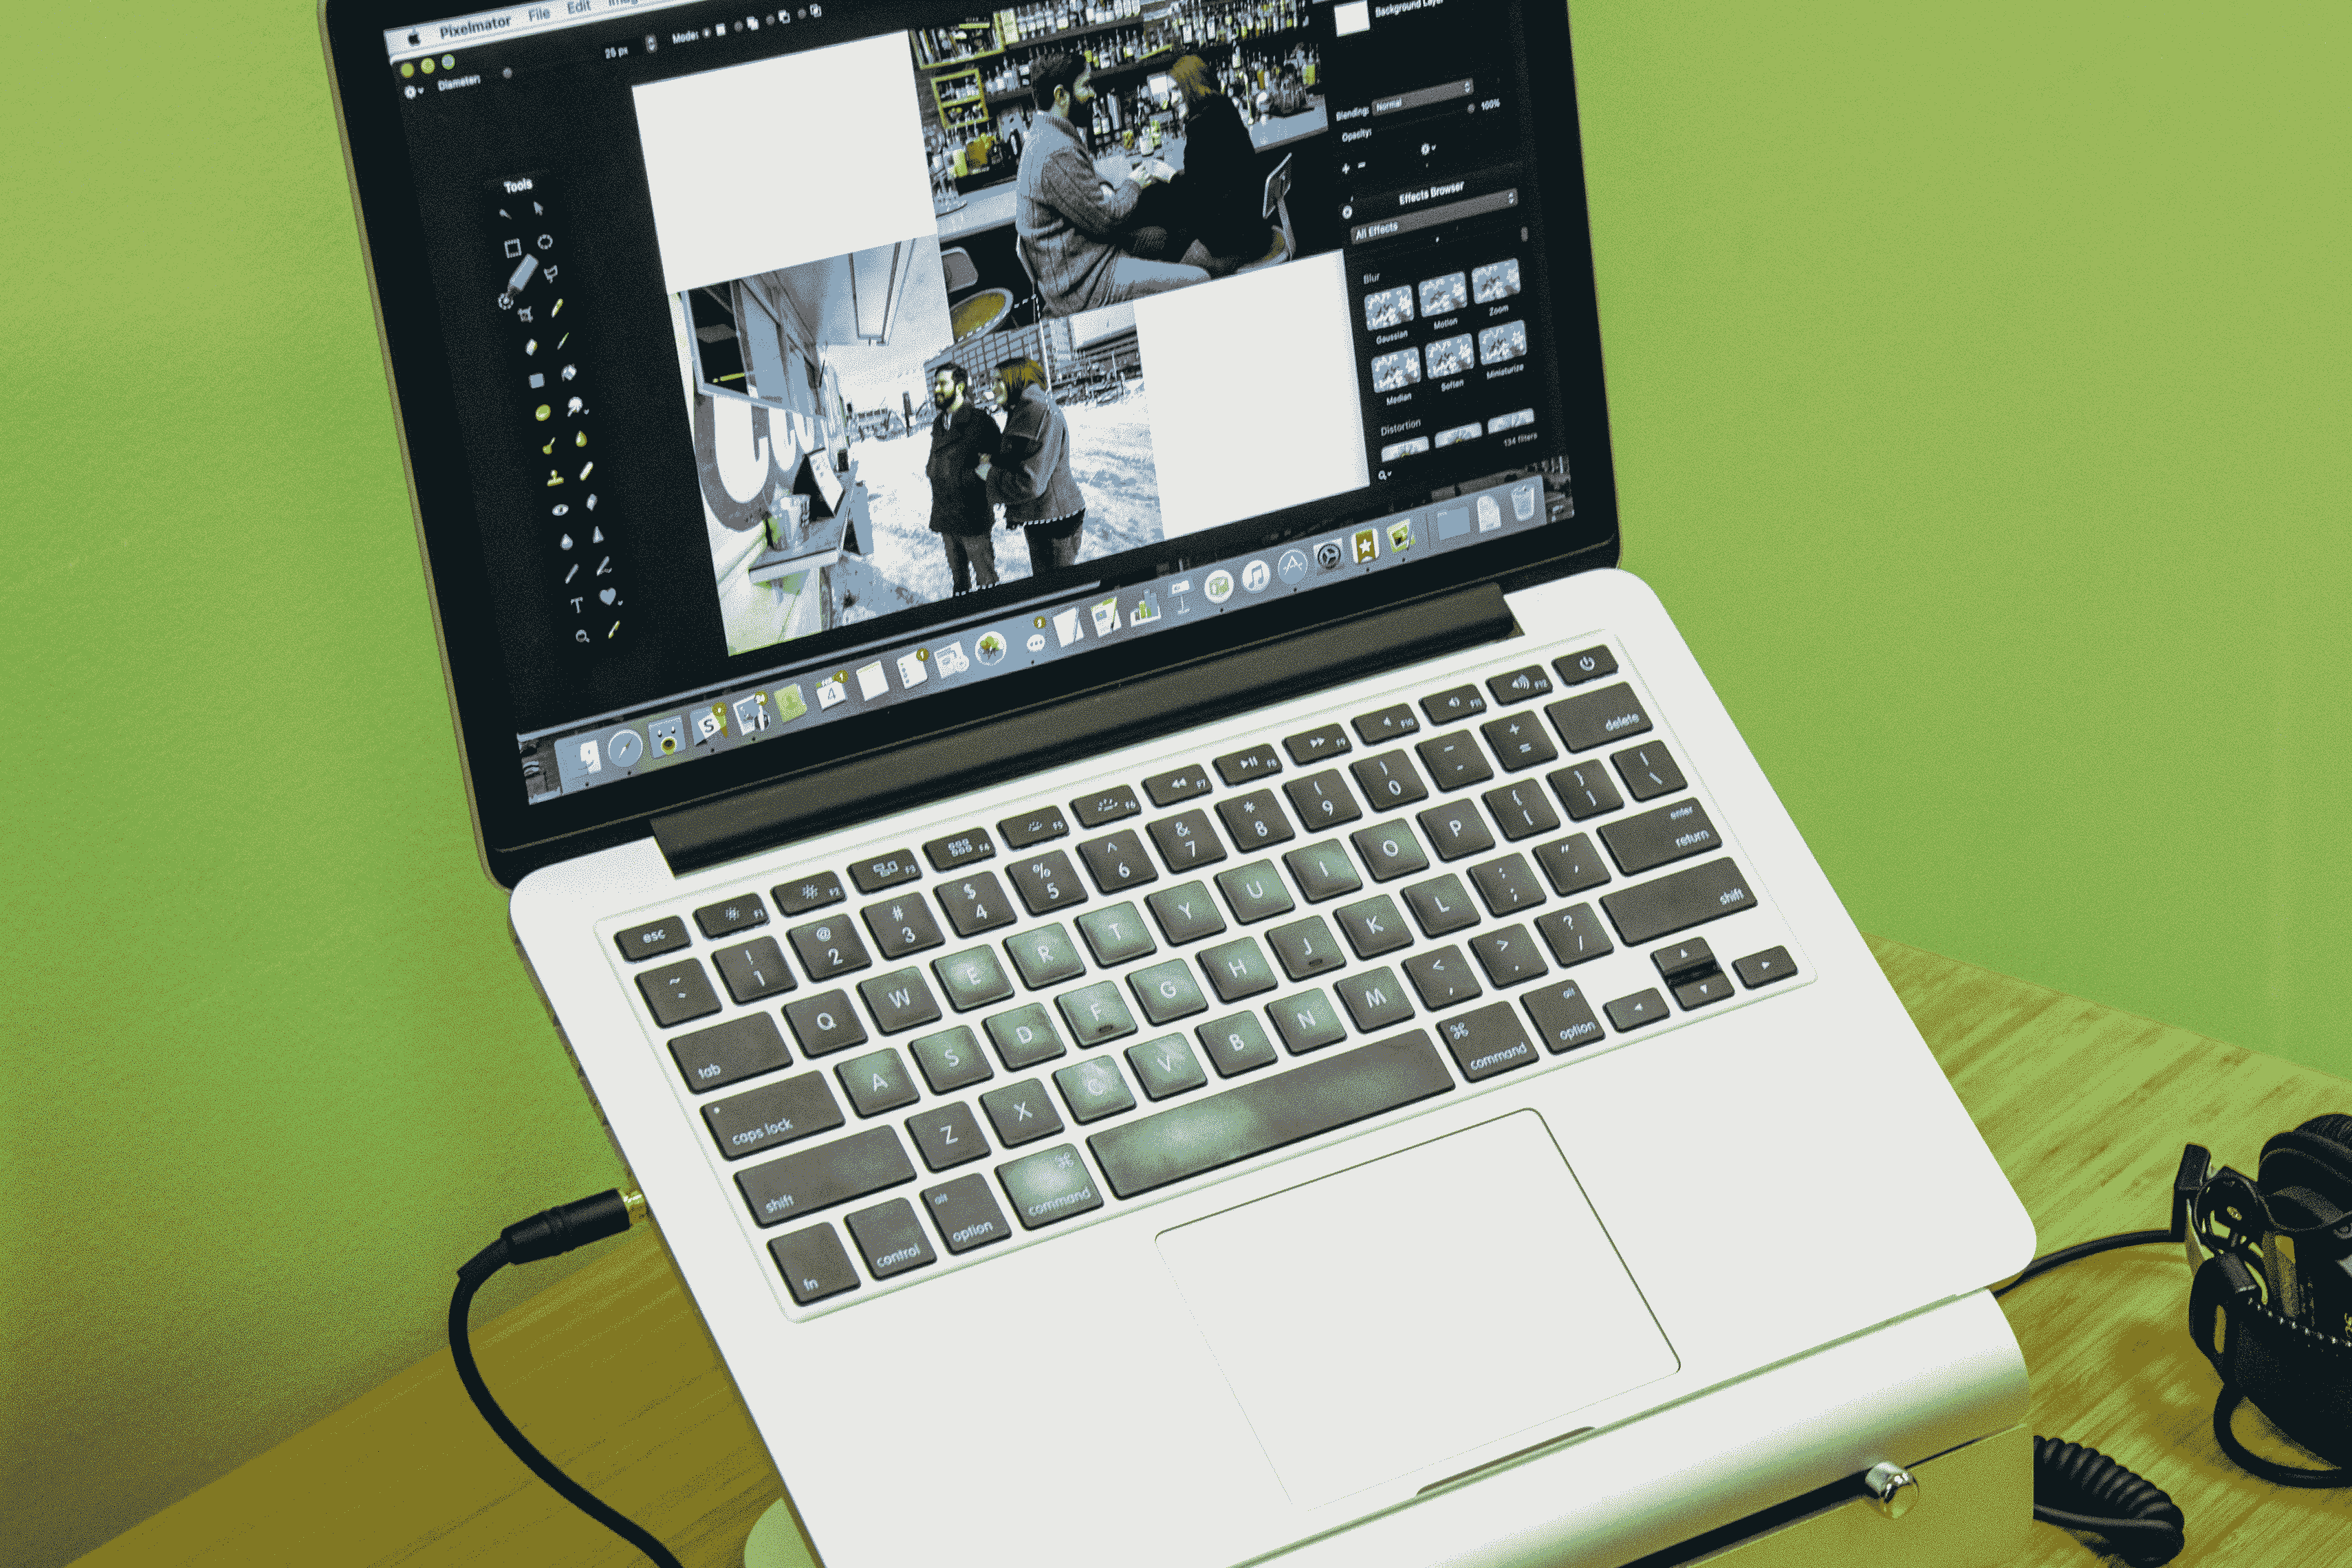 Pixelmator File Edit
Diameter:
25 px
Mode:
Tools
T
Background Layer
Blending: Normal
Opacity:
100%
Effects Browser
All Effects
Blur
Gaussian Motion Zoom
Median Soften Miniaturize
Distortion
134 filters
S
4
esc F1 F2 F3 F4 F5 F6 F7 F8 F9 F10 F11 F12
~ ! 1 @ 2 # 3 $ 4 % 5 ^ 6 & 7 * 8 ( 9 ) 0 - + = delete
tab Q W E R T Y U I O P { [ } ] | \
caps lock A S D F G H J K L : ; " ' enter return
shift Z X C V B N M < , > . ? / shift
fn control alt option ⌘ command ⌘ command alt option